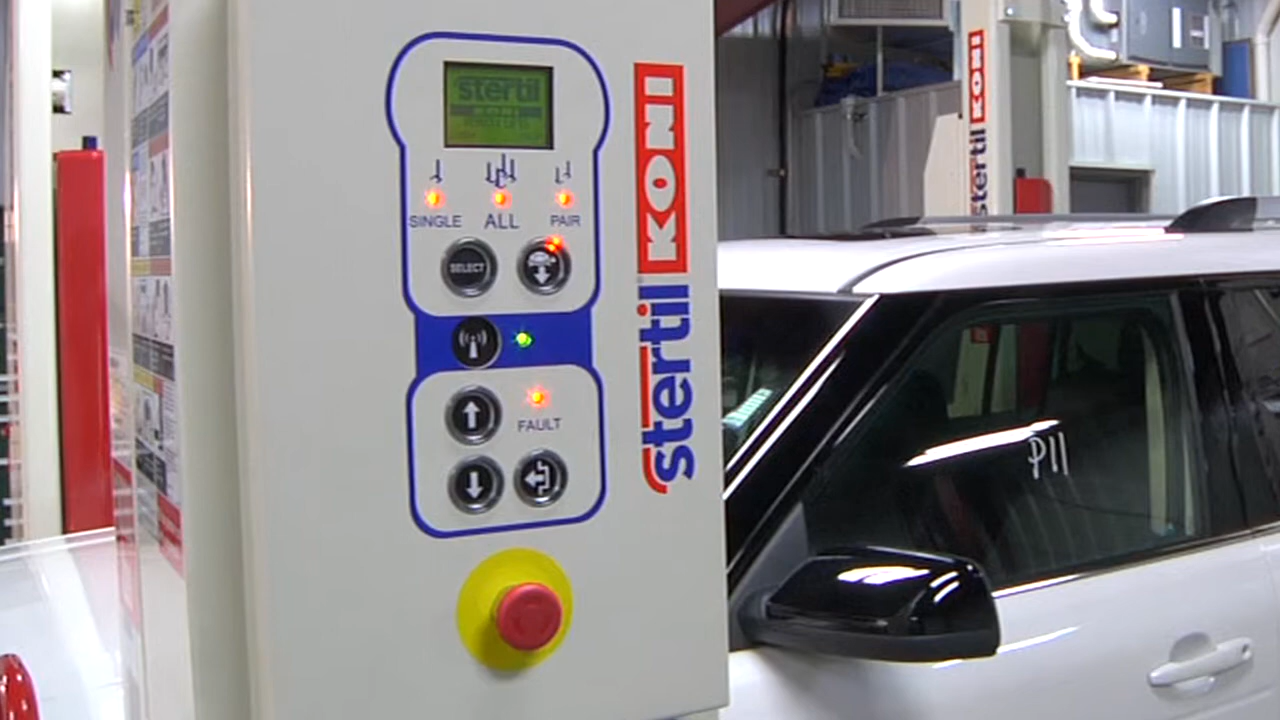 stertil
SINGLE
ALL
PAIR
SELECT
FAULT
stertil KONI
stertil KONI
P11